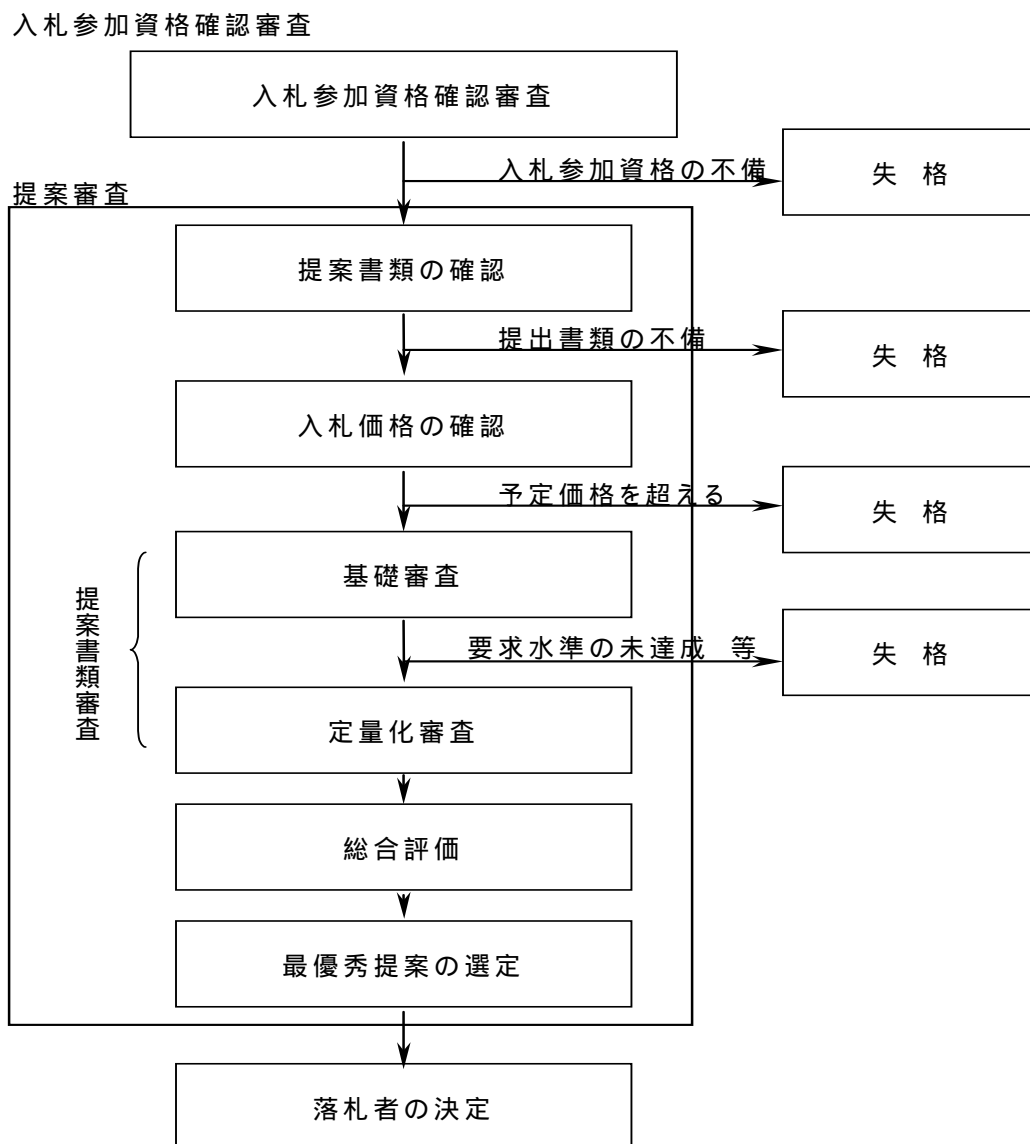 入札参加資格確認審査
入札参加資格確認審査
入札参加資格の不備
失 格
提案審査
提案書類の確認
提出書類の不備
失 格
入札価格の確認
予定価格を超える
失 格
基礎審査
提案書類審査
要求水準の未達成 等
失 格
定量化審査
総合評価
最優秀提案の選定
落札者の決定